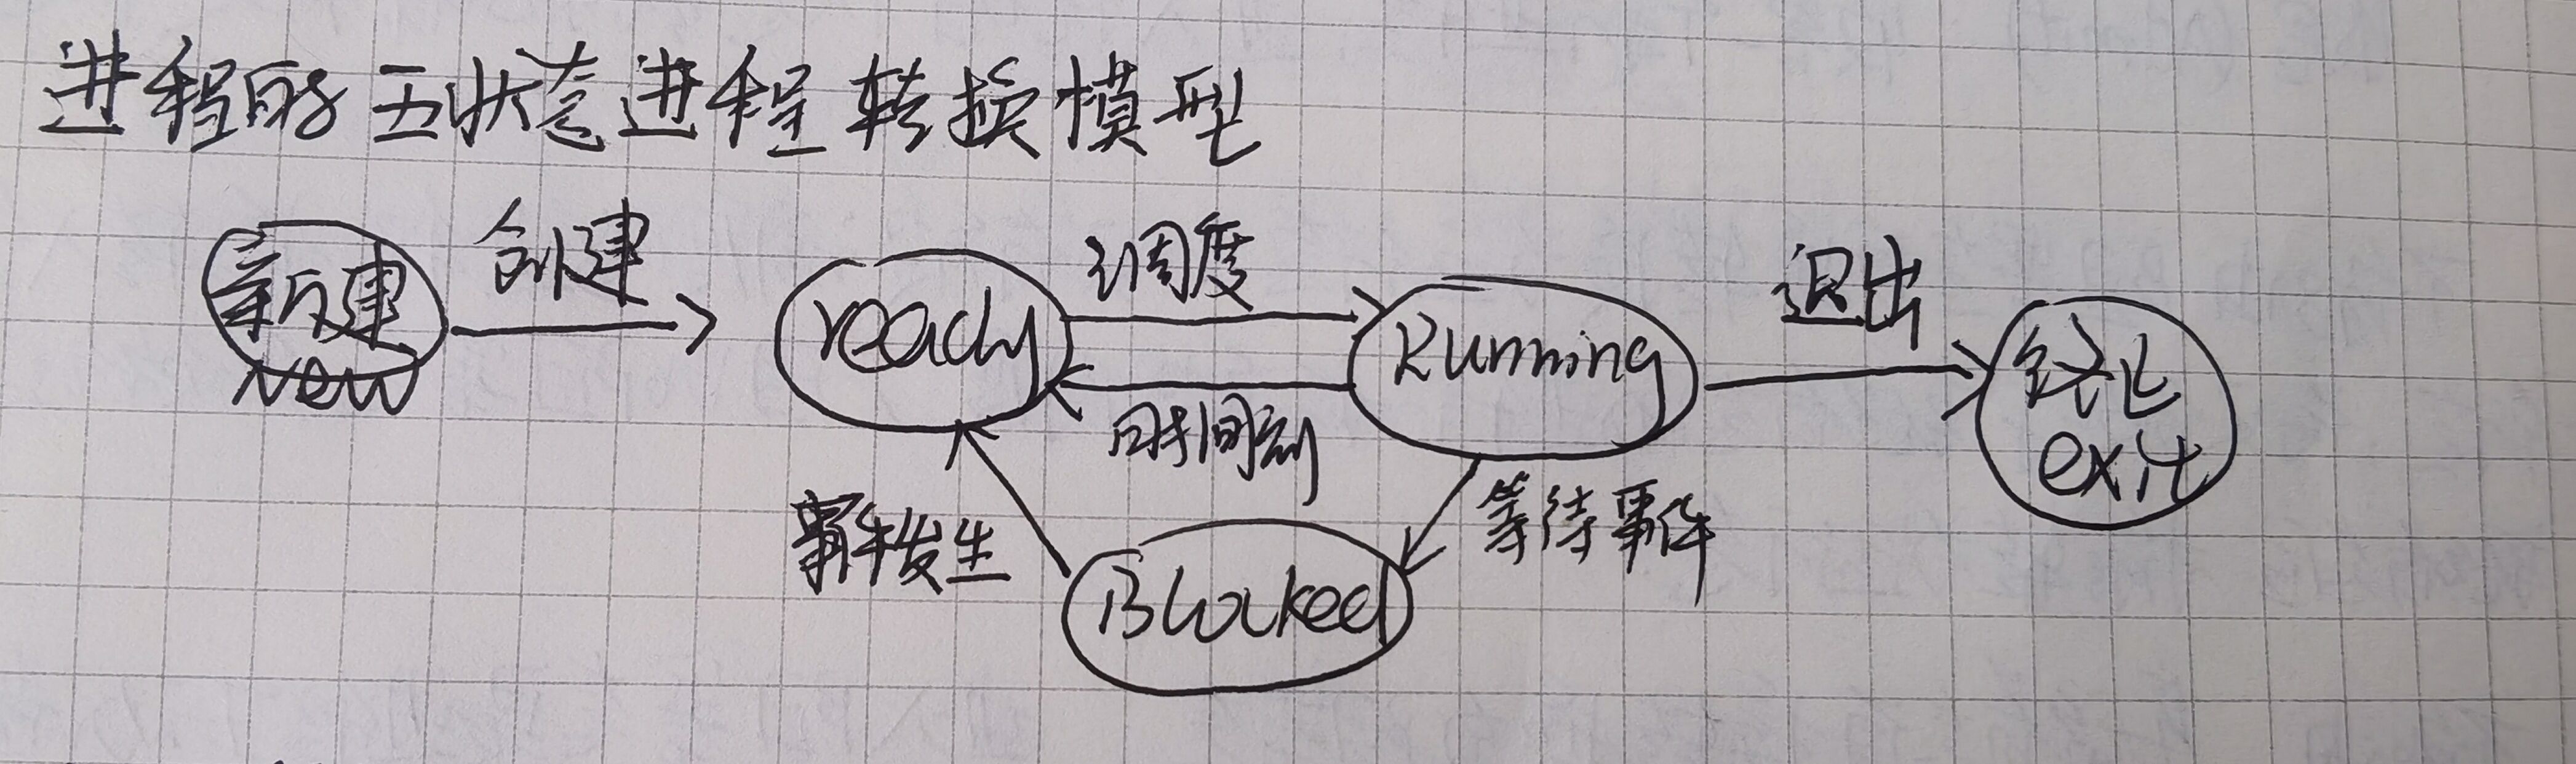 进程的五状态进程转换模型
创建
新建
new
调度
ready
Running
退出
终止
exit
时间刻
事件发生
等待事件
Blocked